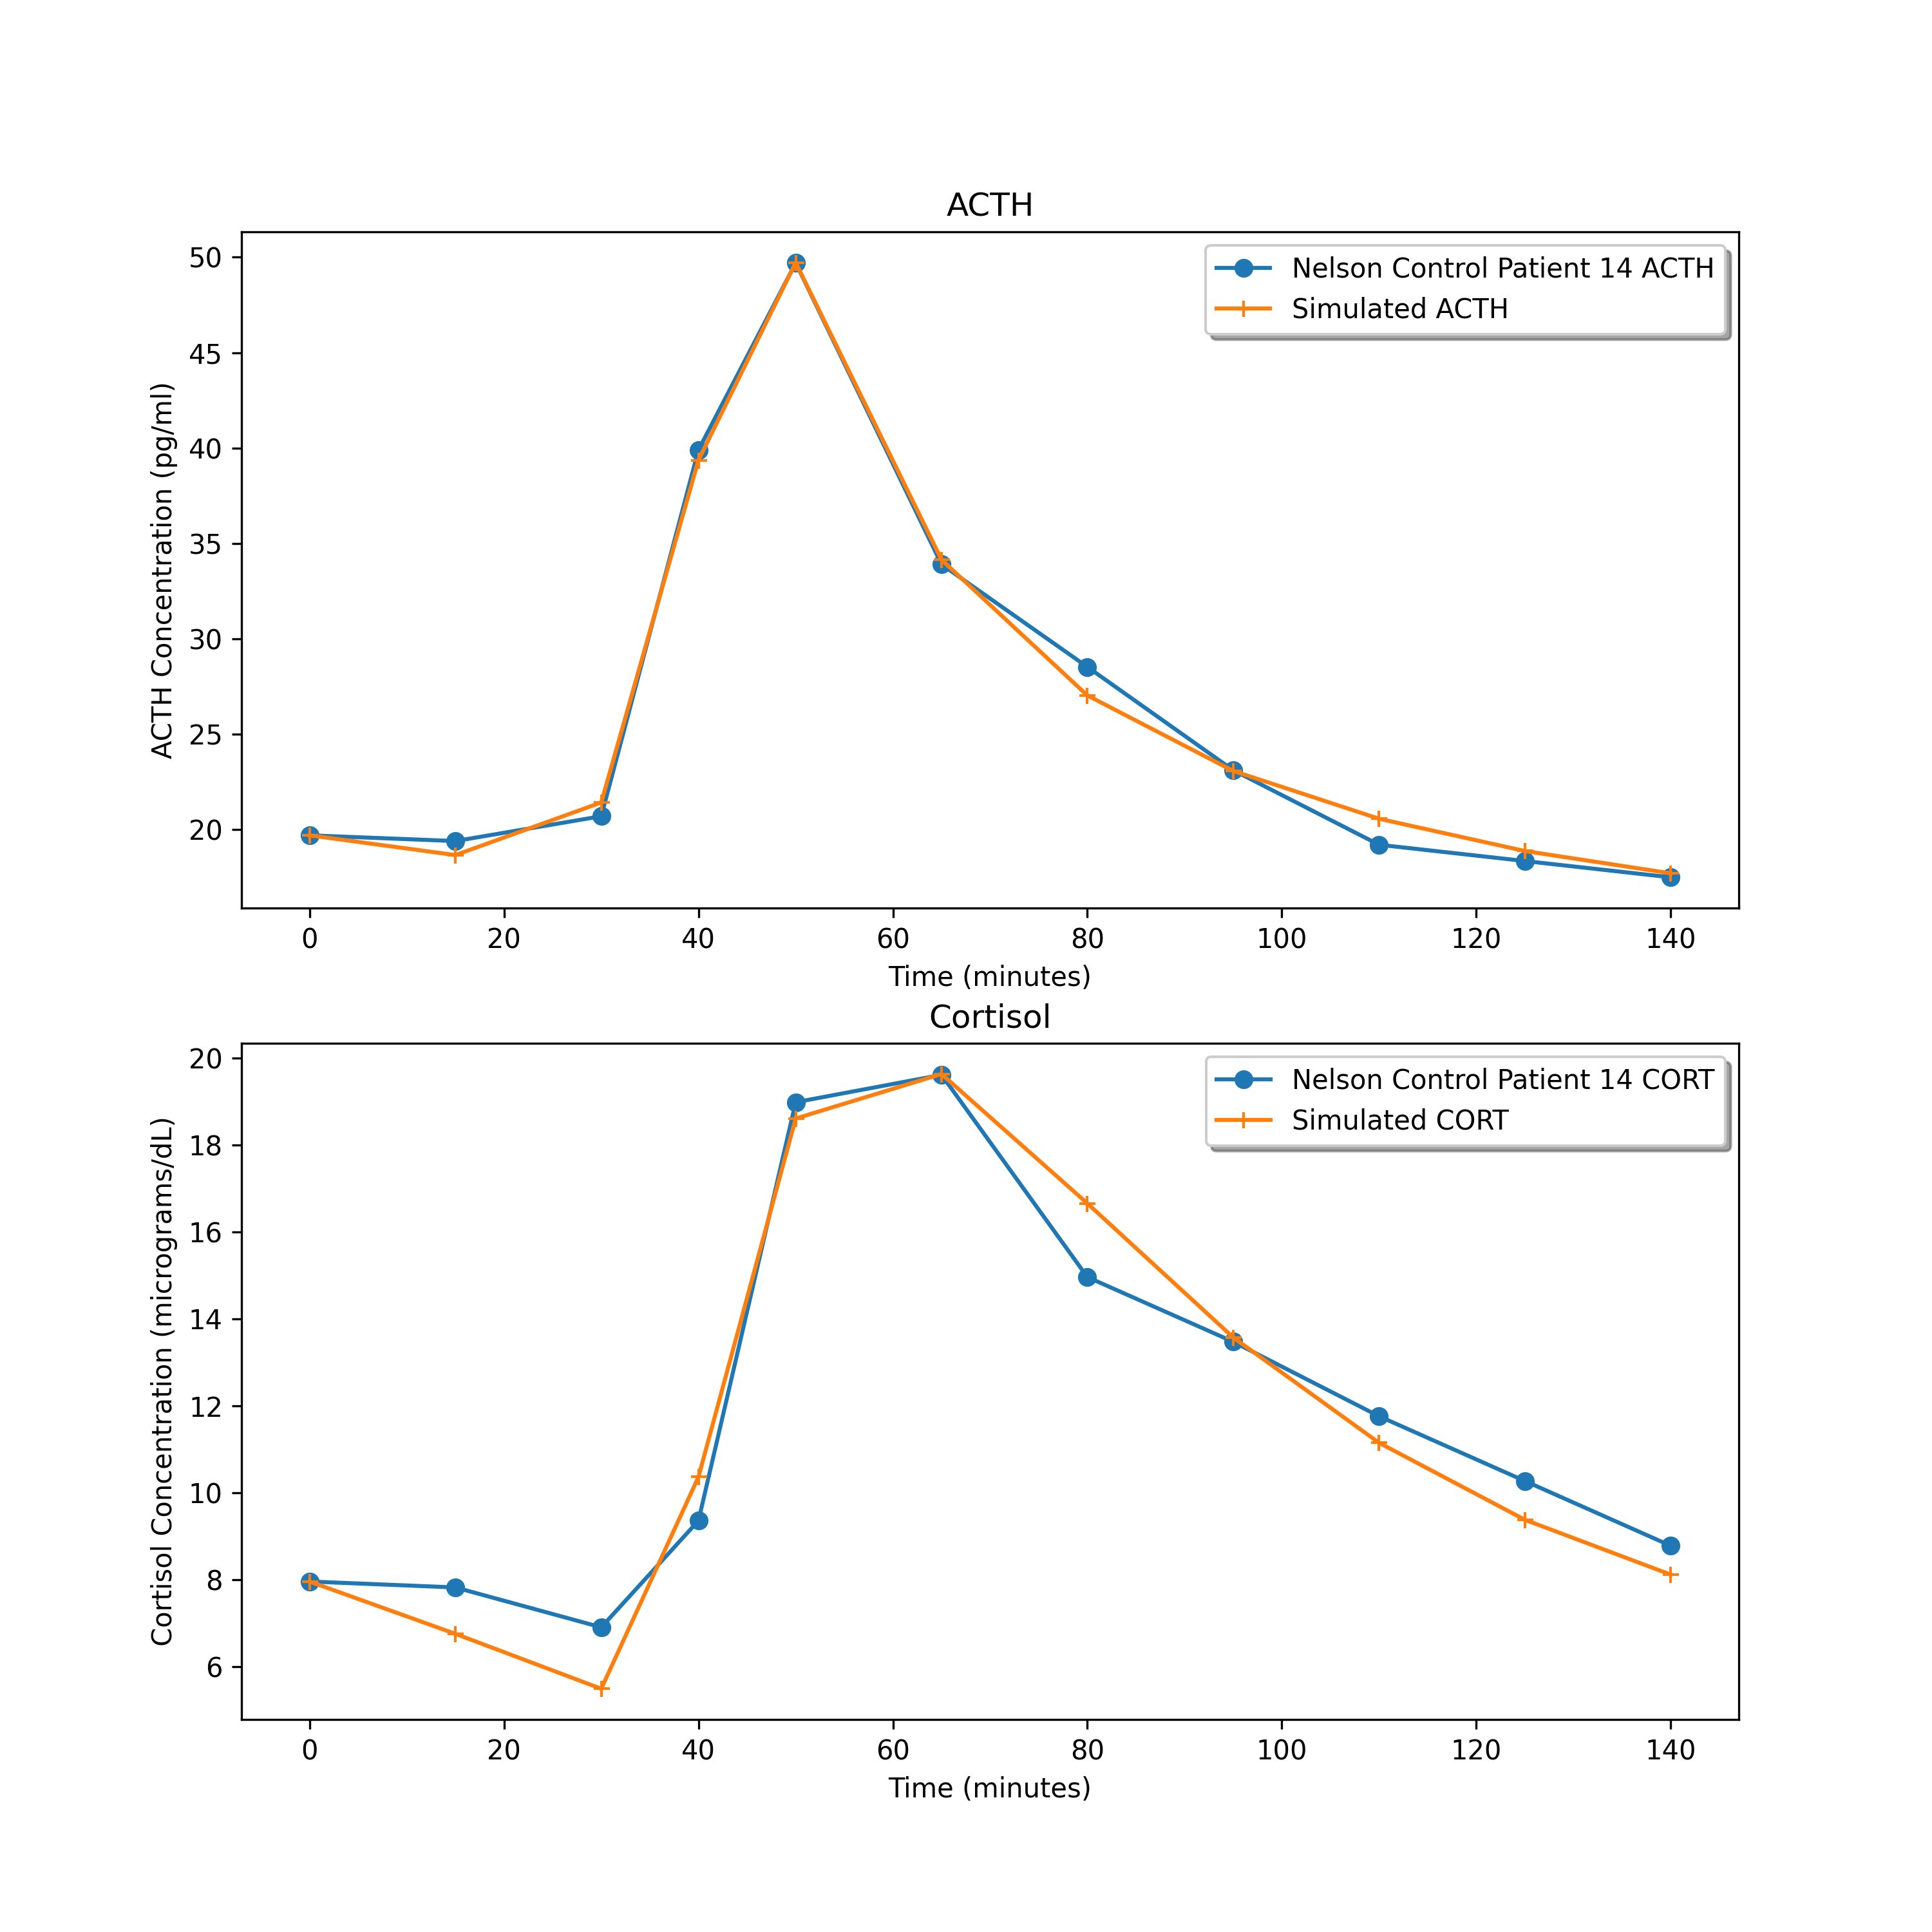 ACTH
50
45
40
35
30
25
20
ACTH Concentration (pg/ml)
Nelson Control Patient 14 ACTH
Simulated ACTH
0 20 40 60 80 100 120 140
Time (minutes)
Cortisol
20
18
16
14
12
10
8
6
Cortisol Concentration (micrograms/dL)
Nelson Control Patient 14 CORT
Simulated CORT
0 20 40 60 80 100 120 140
Time (minutes)